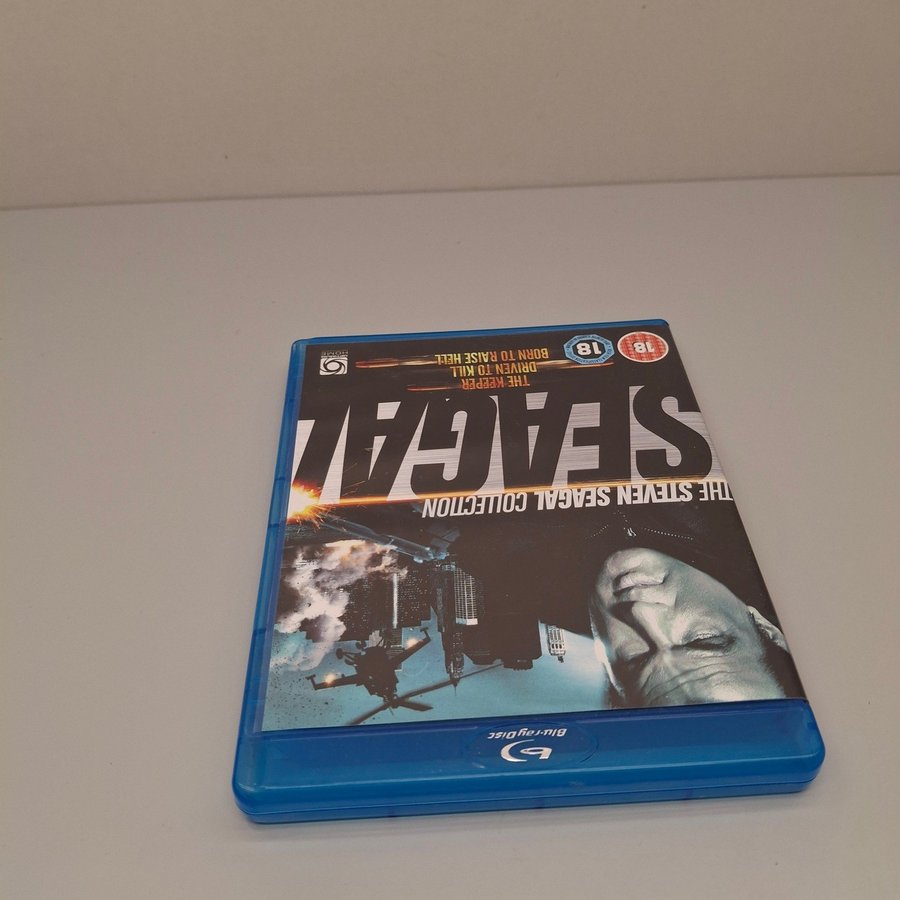 Blu-ray Disc
THE STEVEN SEAGAL COLLECTION
SEAGAL
THE KEEPER
DRIVEN TO KILL
BORN TO RAISE HELL
18
18
HOME